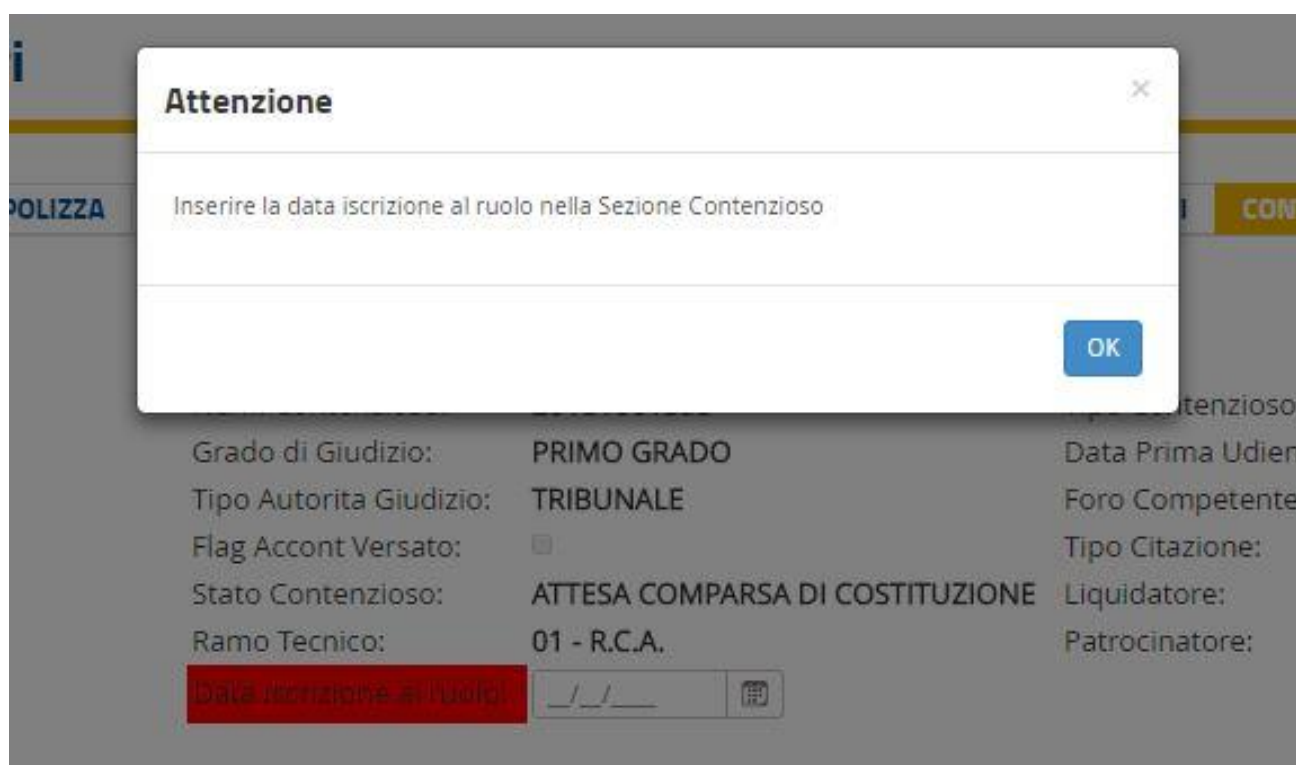 Attenzione
×
POLIZZA
Inserire la data iscrizione al ruolo nella Sezione Contenzioso
CON
OK
Grado di Giudizio: PRIMO GRADO Data Prima Udien
Tipo Autorita Giudizio: TRIBUNALE Foro Competente
Flag Accont Versato: Tipo Citazione:
Stato Contenzioso: ATTESA COMPARSA DI COSTITUZIONE Liquidatore:
Ramo Tecnico: 01 - R.C.A. Patrocinatore:
Data iscrizione al ruolo: __/__/____